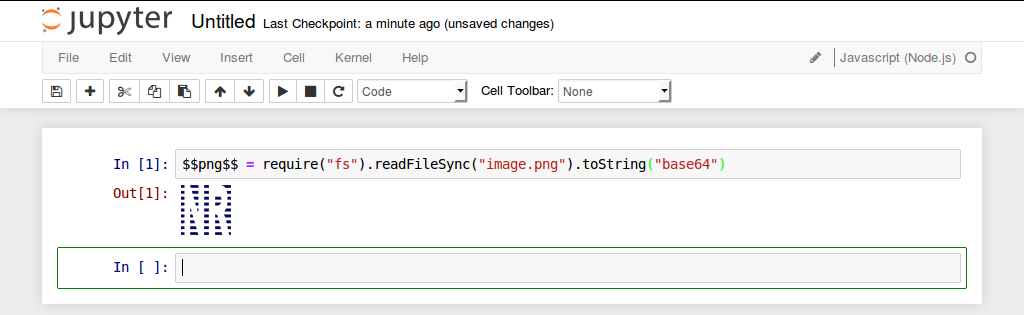 jupyter Untitled Last Checkpoint: a minute ago (unsaved changes)
File Edit View Insert Cell Kernel Help Javascript (Node.js)
Code Cell Toolbar: None
In [1]: $$png$$ = require("fs").readFileSync("image.png").toString("base64")
Out[1]: NR
In [ ]: